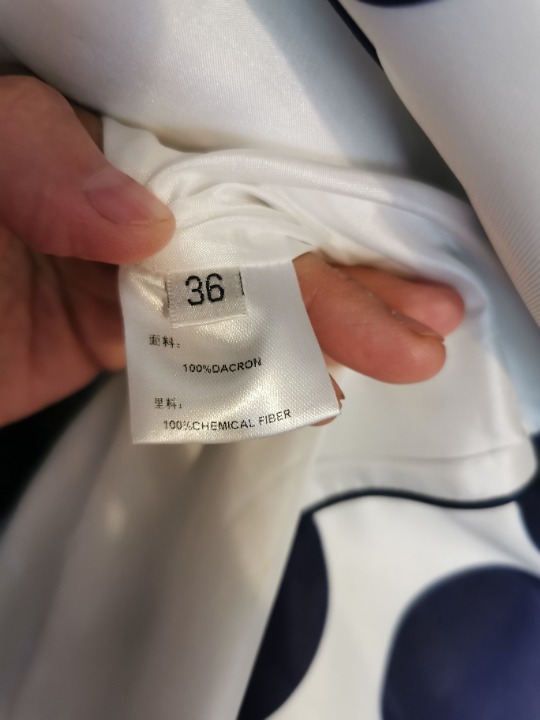 36
面料:
100%DACRON
里料:
100%CHEMICAL FIBER